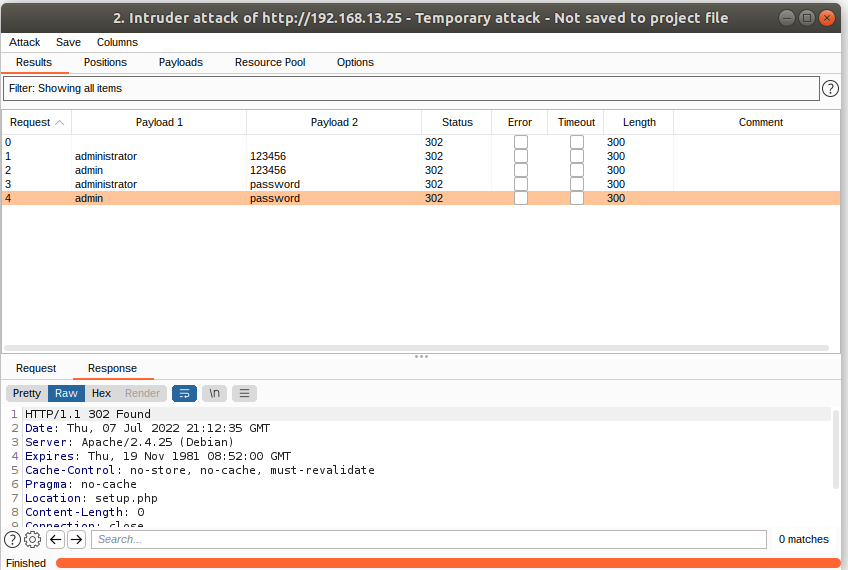 2. Intruder attack of http://192.168.13.25 - Temporary attack - Not saved to project file
Attack Save Columns
Results Positions Payloads Resource Pool Options
Filter: Showing all items ?
Request Payload 1 Payload 2 Status Error Timeout Length Comment
0 302 300
1 administrator 123456 302 300
2 admin 123456 302 300
3 administrator password 302 300
4 admin password 302 300
Request Response
Pretty Raw Hex Render \n
1 HTTP/1.1 302 Found
2 Date: Thu, 07 Jul 2022 21:12:35 GMT
3 Server: Apache/2.4.25 (Debian)
4 Expires: Thu, 19 Nov 1981 08:52:00 GMT
5 Cache-Control: no-store, no-cache, must-revalidate
6 Pragma: no-cache
7 Location: setup.php
8 Content-Length: 0
9 Connection: close
? Search... 0 matches
Finished